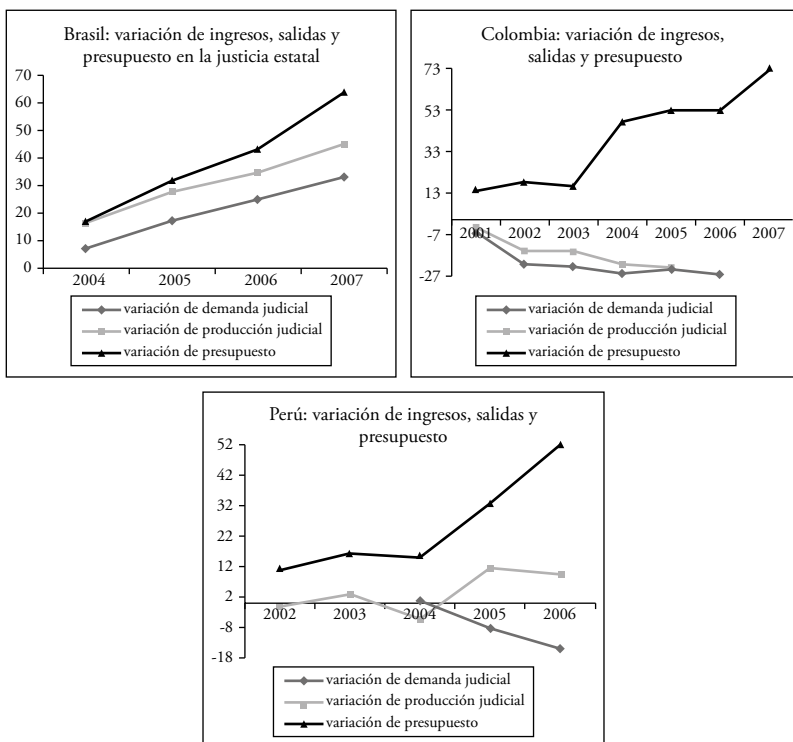 Brasil: variación de ingresos, salidas y
presupuesto en la justicia estatal
70
60
50
40
30
20
10
0
2004 2005 2006 2007
variación de demanda judicial
variación de producción judicial
variación de presupuesto
Colombia: variación de ingresos,
salidas y presupuesto
73
53
33
13
-7
-27
2001 2002 2003 2004 2005 2006 2007
variación de demanda judicial
variación de producción judicial
variación de presupuesto
Perú: variación de ingresos, salidas y
presupuesto
52
42
32
22
12
2
-8
-18
2002 2003 2004 2005 2006
variación de demanda judicial
variación de producción judicial
variación de presupuesto